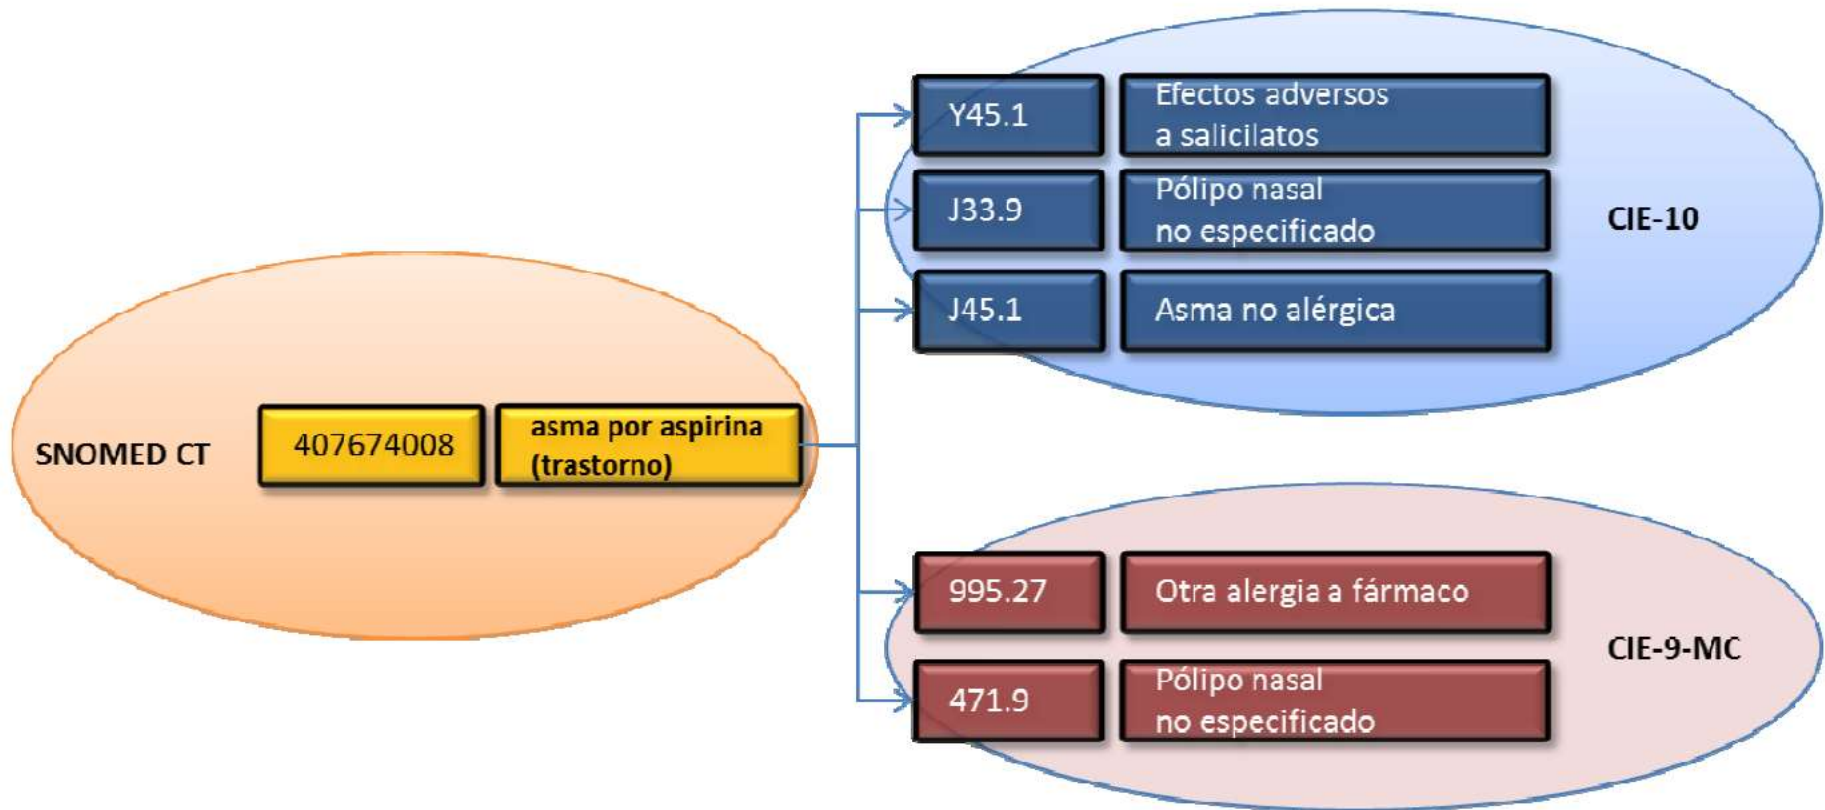 SNOMED CT
407674008
asma por aspirina
(trastorno)
Y45.1
Efectos adversos
a salicilatos
J33.9
Pólipo nasal
no especificado
J45.1
Asma no alérgica
CIE-10
995.27
Otra alergia a fármaco
471.9
Pólipo nasal
no especificado
CIE-9-MC